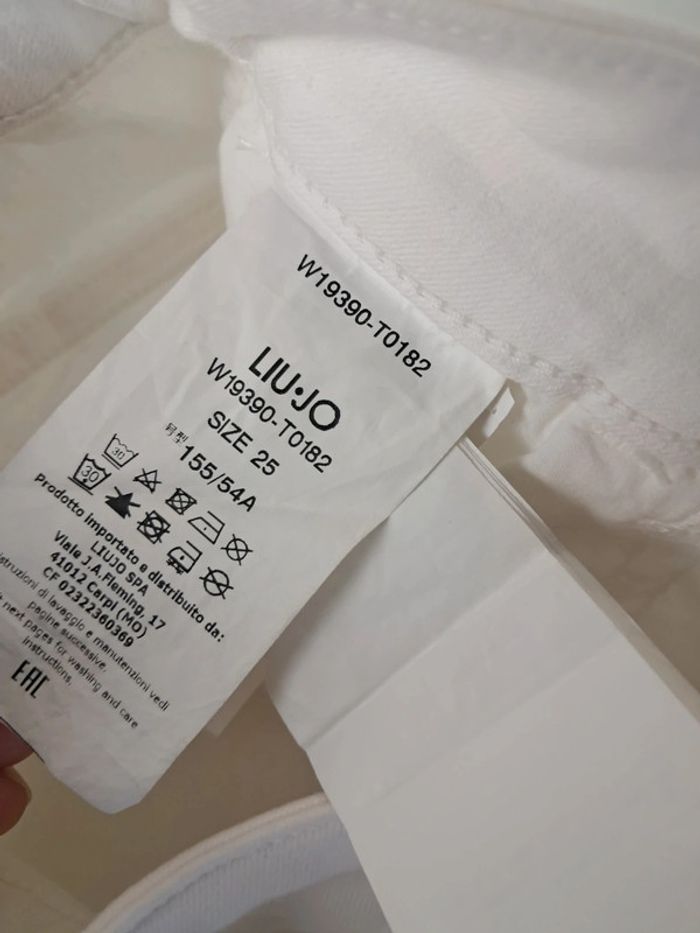 W19390-T0182
LIU·JO
W19390-T0182
SIZE 25
号型 155/54A
30
30
Prodotto importato e distribuito da:
LIUJO SPA
Viale J.A.Fleming, 17
41012 Carpi (MO)
CF 02322360369
istruzioni di lavaggio e manutenzioni vedi
pagine successive.
next pages for washing and care
instructions.
EAC